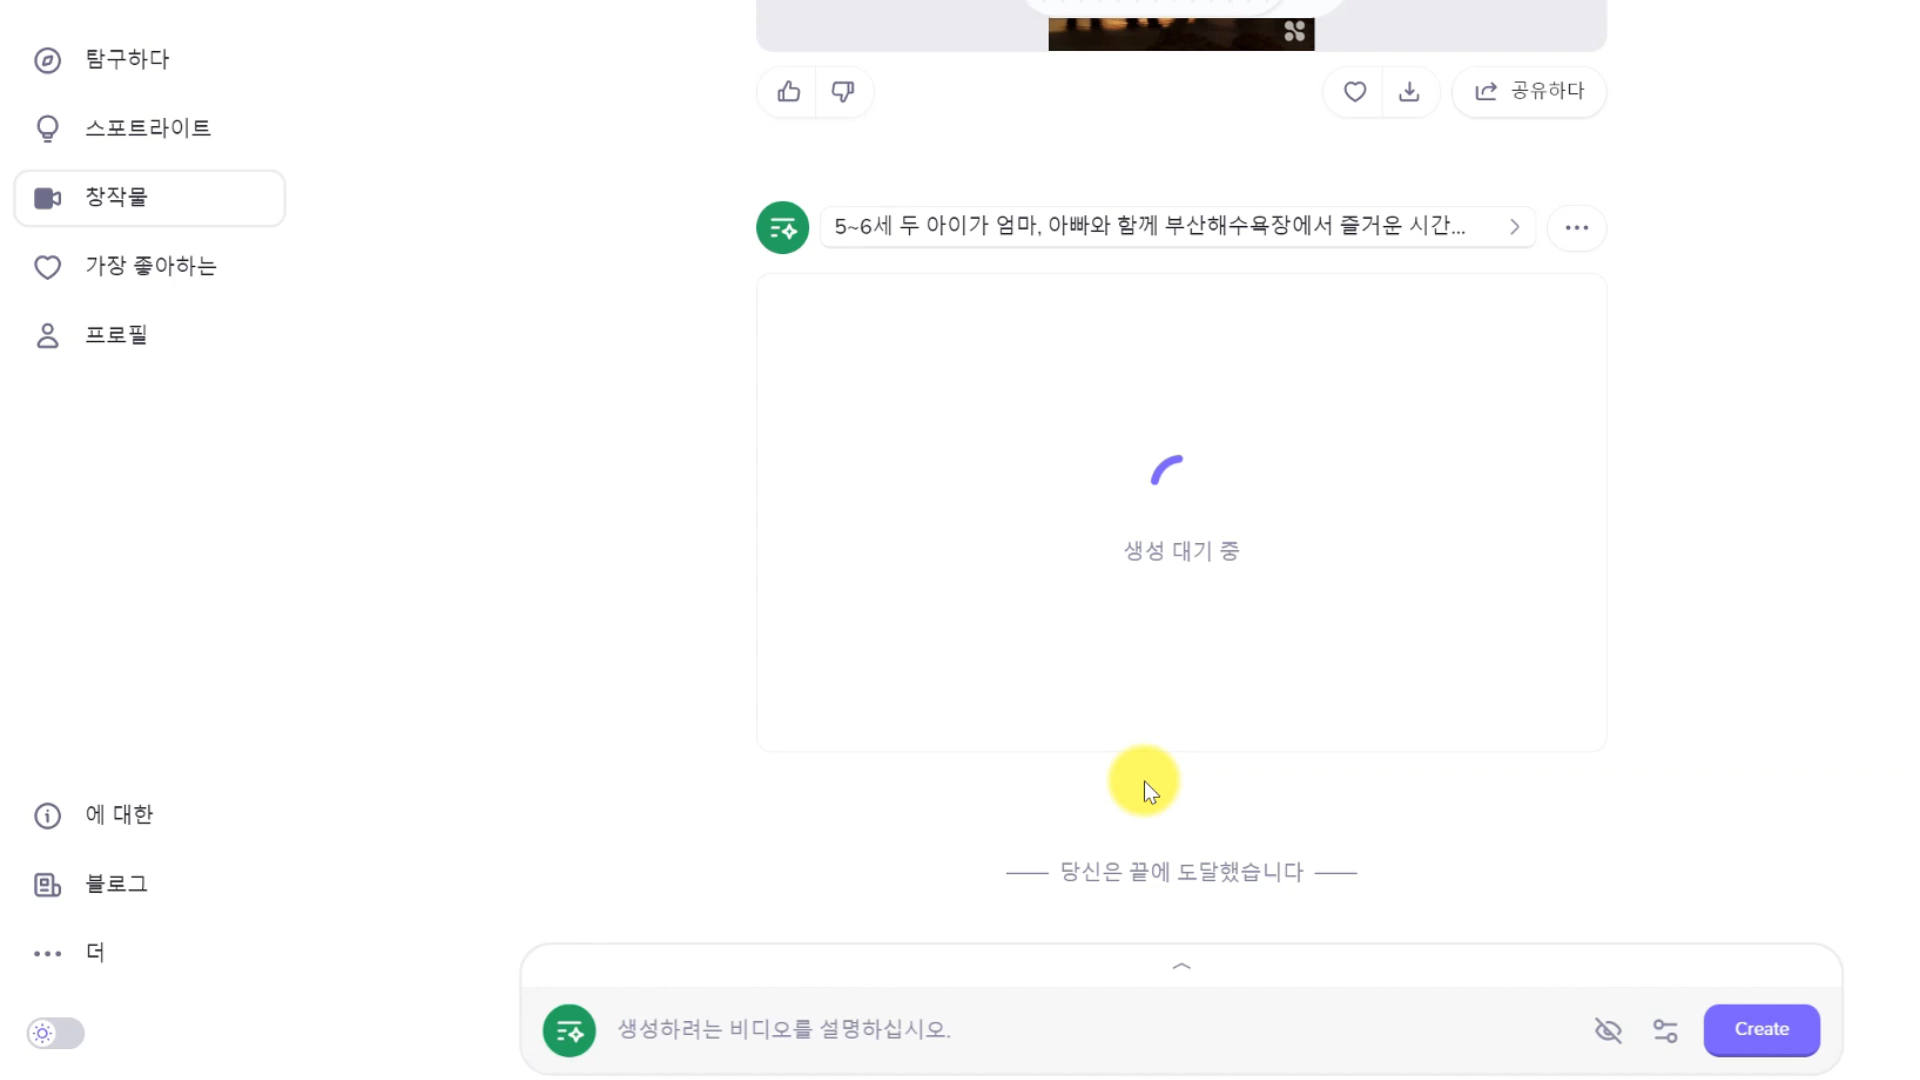 탐구하다
스포트라이트
창작물
가장 좋아하는
프로필
에 대한
블로그
더
공유하다
5~6세 두 아이가 엄마, 아빠와 함께 부산해수욕장에서 즐거운 시간...
생성 대기 중
당신은 끝에 도달했습니다
생성하려는 비디오를 설명하십시오.
Create